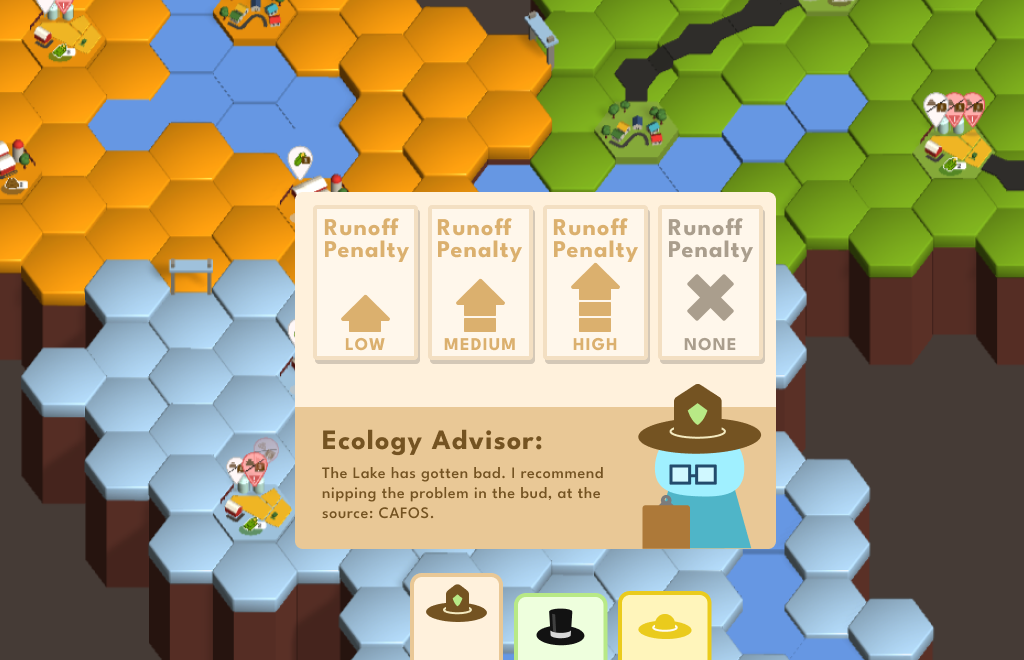 Runoff
Penalty
LOW
Runoff
Penalty
MEDIUM
Runoff
Penalty
HIGH
Runoff
Penalty
NONE
Ecology Advisor:
The Lake has gotten bad. I recommend
nipping the problem in the bud, at the
source: CAFOS.